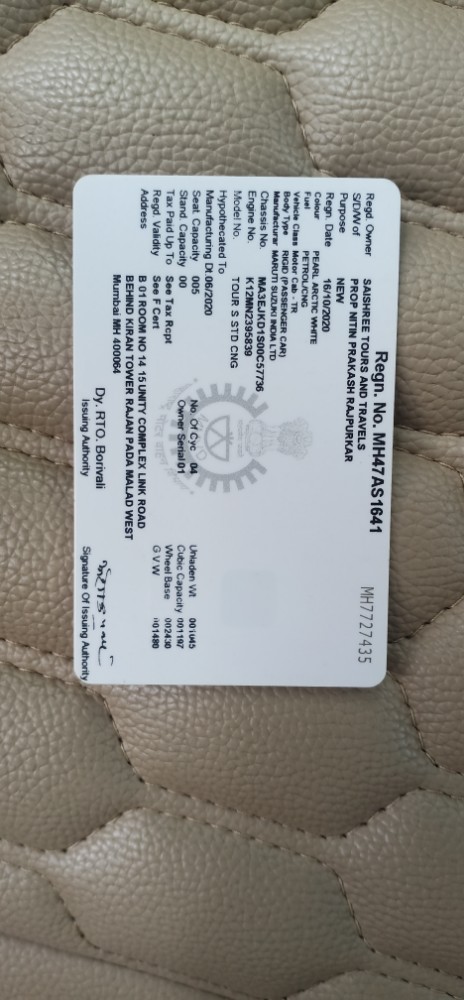 MH7727435
Regn. No. MH47AS1641
Regd. Owner SAISHREE TOURS AND TRAVELS
S/D/W of PROP NITIN PRAKASH RAJPURKAR
Purpose NEW
Regn. Date 16/10/2020
Colour PEARL ARCTIC WHITE
Fuel PETROL/CNG
Vehicle Class Motor Cab - TR
Body Type RIGID (PASSENGER CAR)
Manufacturar MARUTI SUZUKI INDIA LTD
Chassis No. MA3EJKD1S00C57736
Engine No. K12MN2395839
Model No. TOUR S STD CNG
Hypothecated To
Manufacturing Dt 06/2020
Seat. Capacity 005 No. Of Cyc 04 Unladen Wt 001045
Stand. Capacity 00 Owner Serial 01 Cubic Capacity 001197
Tax Paid Up To See Tax Rcpt Wheel Base 002430
Regd. Validity See F Cert G V W 001480
Address B 01 ROOM NO 14 15 UNITY COMPLEX LINK ROAD
BEHIND KIRAN TOWER RAJAN PADA MALAD WEST
Mumbai MH 400064
Dy. RTO, Borivali
Issuing Authority Signature Of Issuing Authority